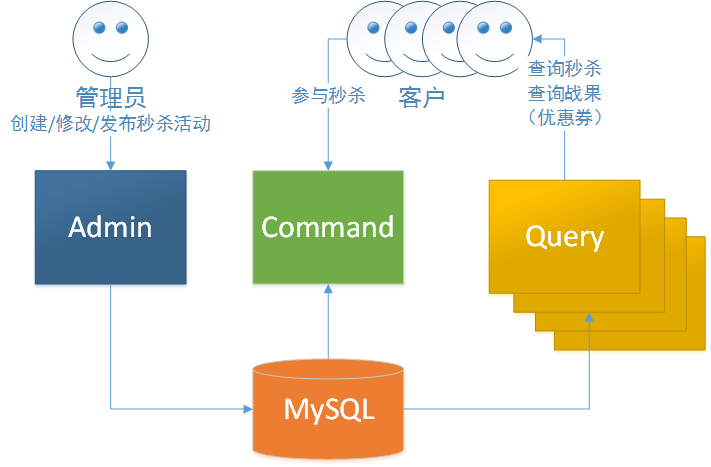 管理员
创建/修改/发布秒杀活动
参与秒杀
客户
查询秒杀
查询战果
（优惠券）
Admin
Command
Query
MySQL